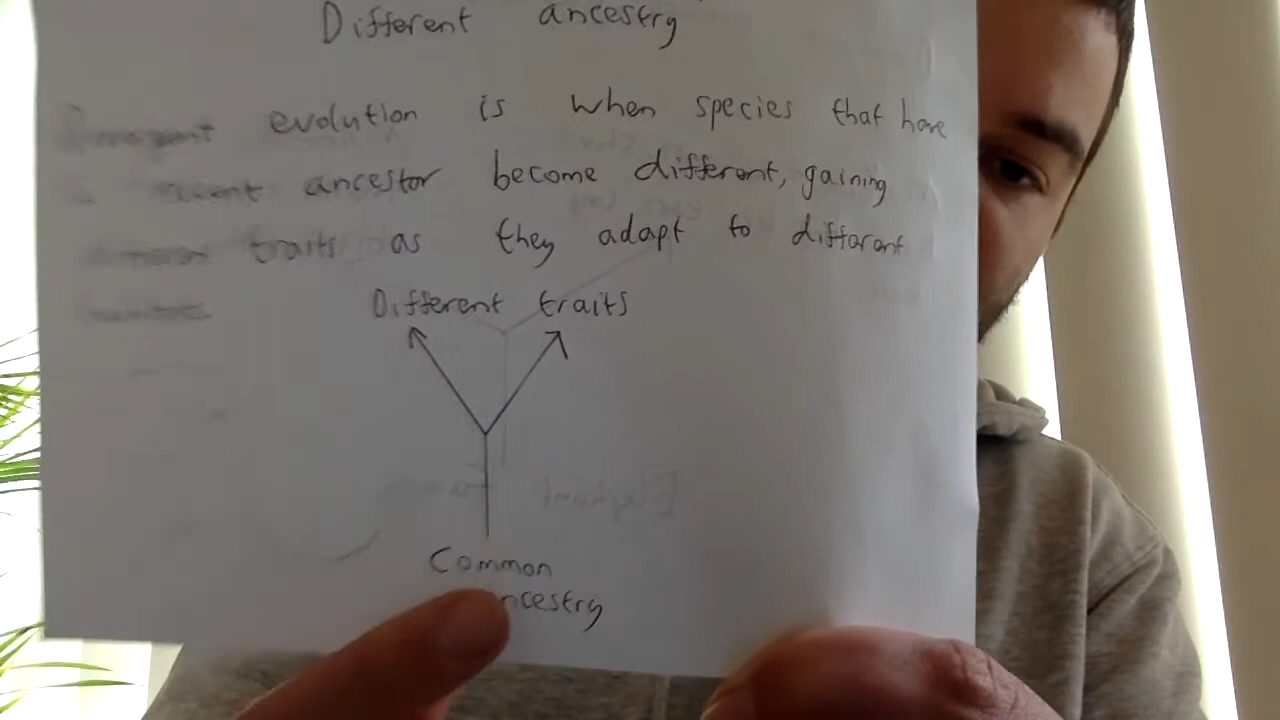 Different ancestry
evolution is when species that have
ancestor become different, gaining
traits as they adapt to different
Different traits
Common
ncestry